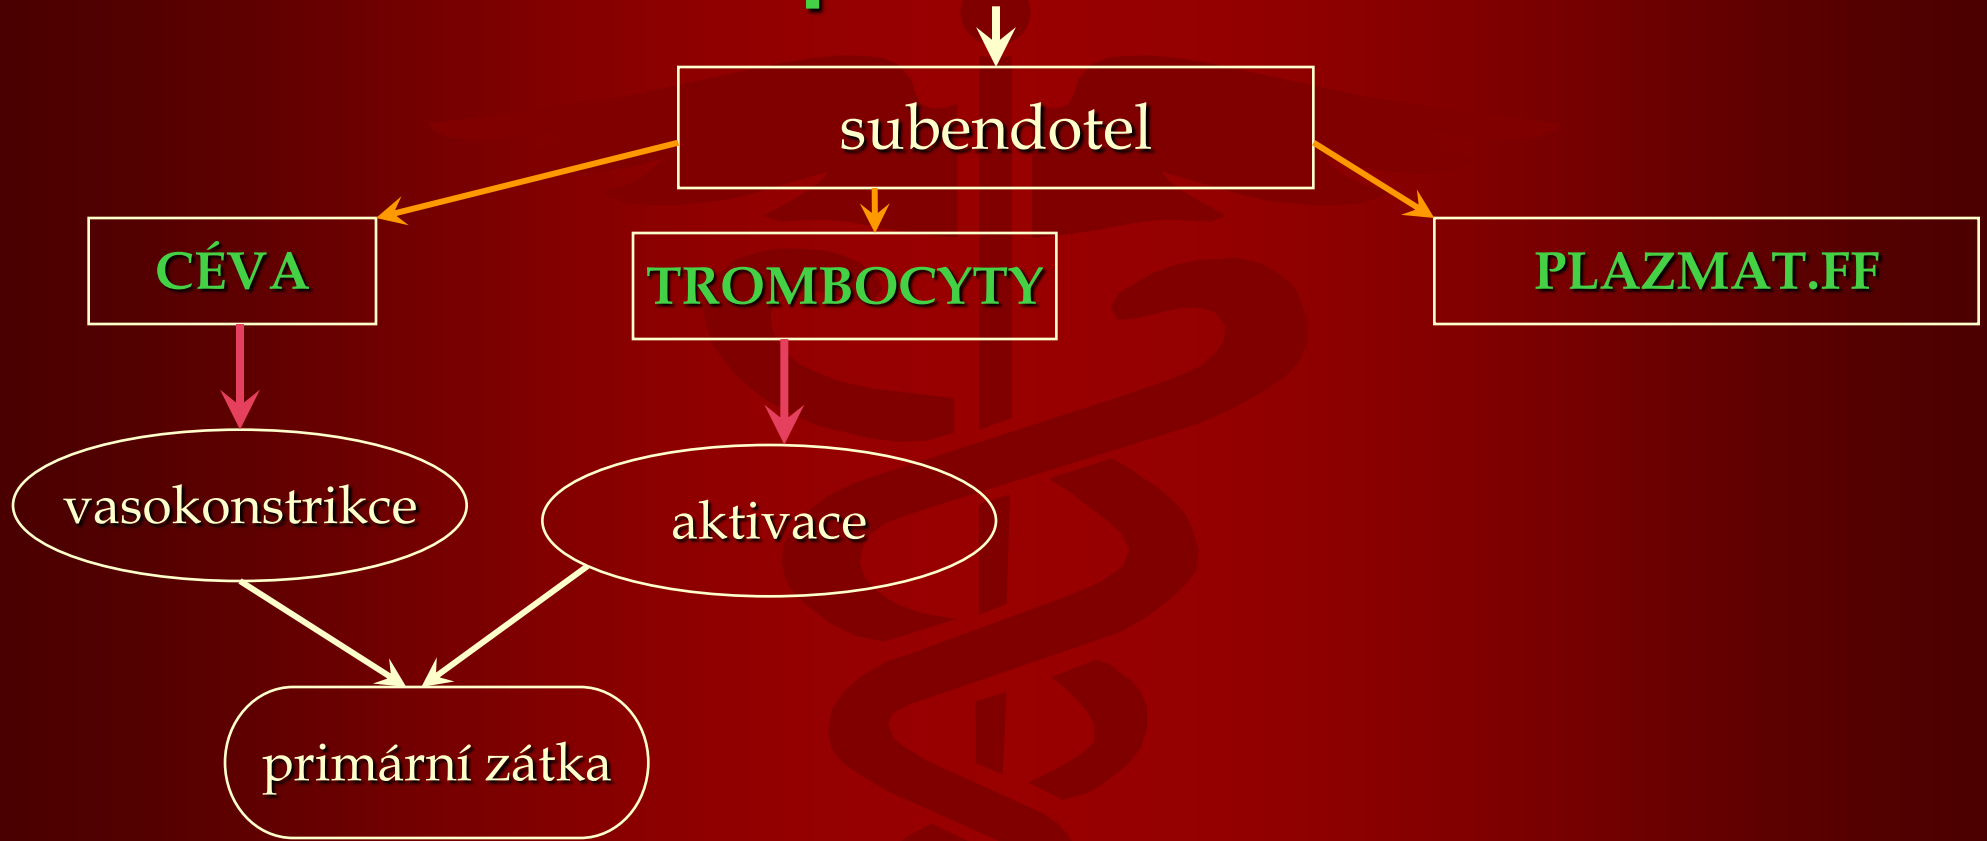 subendotel
CÉVA
TROMBOCYTY
PLAZMAT.FF
vasokonstrikce
aktivace
primární zátka